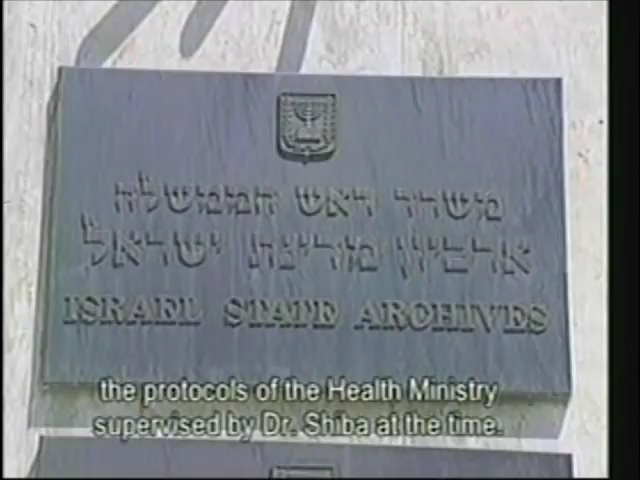 משרד ראש הממשלה
ארכיון מדינת ישראל
ISRAEL STATE ARCHIVES
the protocols of the Health Ministry
supervised by Dr. Shiba at the time.